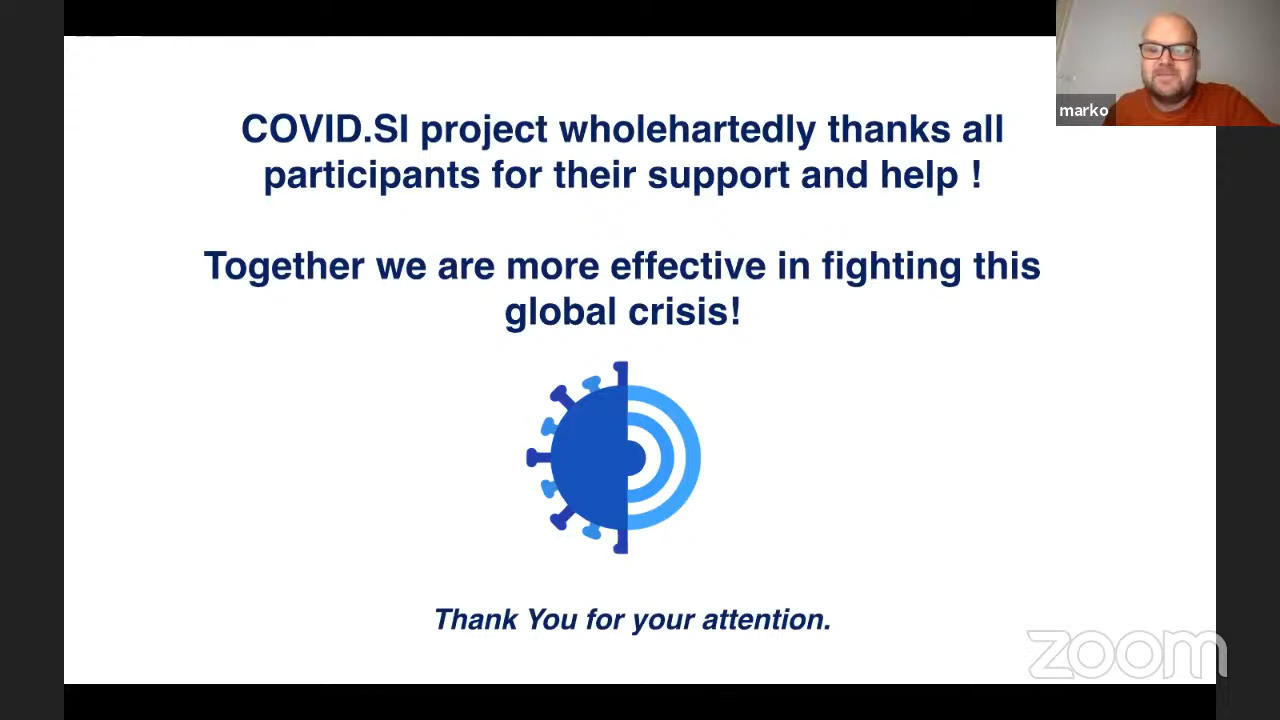 marko
COVID.SI project wholehartedly thanks all
participants for their support and help !
Together we are more effective in fighting this
global crisis!
Thank You for your attention.
zoom